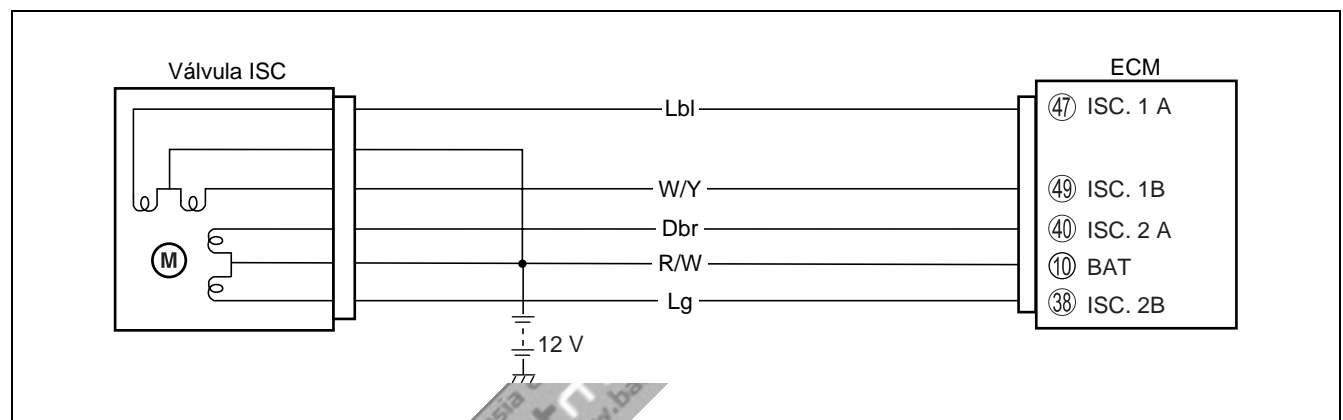 Válvula ISC
ECM
Lbl
47 ISC. 1 A
W/Y
49 ISC. 1B
Dbr
40 ISC. 2 A
M
R/W
10 BAT
Lg
38 ISC. 2B
12 V